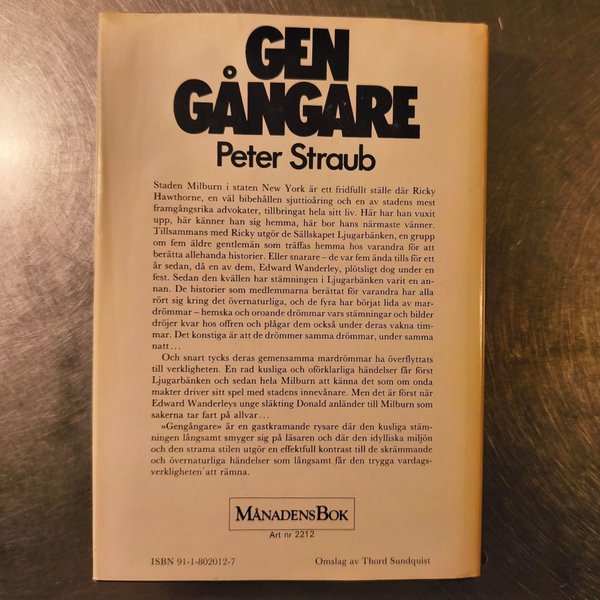 GEN
GÅNGARE
Peter Straub
Staden Milburn i staten New York är ett fridfullt ställe där Ricky
Hawthorne, en väl bibehållen sjuttioåring och en av stadens mest
framgångsrika advokater, tillbringat hela sitt liv. Här har han vuxit
upp, här känner han sig hemma, här bor hans närmaste vänner.
Tillsammans med Ricky utgör de Sällskapet Ljugarbänken, en grupp
om fem äldre gentlemän som träffas hemma hos varandra för att
berätta allehanda historier. Eller snarare – de var fem ända tills för ett
år sedan, då en av dem, Edward Wanderley, plötsligt dog under en
fest. Sedan den kvällen har stämningen i Ljugarbänken varit en an-
nan. De historier som medlemmarna berättat för varandra har alla
rört sig kring det övernaturliga, och de fyra har börjat lida av mar-
drömmar – hemska och oroande drömmar vars stämningar och bilder
dröjer kvar hos offren och plågar dem också under deras vakna tim-
mar. Det konstiga är att de drömmer samma drömmar, under samma
natt...
Och snart tycks deras gemensamma mardrömmar ha överflyttats
till verkligheten. En rad kusliga och oförklarliga händelser får först
Ljugarbänken och sedan hela Milburn att känna det som om onda
makter driver sitt spel med stadens innevånare. Men det är först när
Edward Wanderleys unge släkting Donald anländer till Milburn som
sakerna tar fart på allvar...
»Gengångare» är en gastkramande rysare där den kusliga stäm-
ningen långsamt smyger sig på läsaren och där den idylliska miljön
och den strama stilen utgör en effektfull kontrast till de skrämmande
och övernaturliga händelser som långsamt får den trygga vardags-
verkligheten att rämna.
MÅNADENSBOK
Art nr 2212
ISBN 91-1-802012-7
Omslag av Thord Sundquist